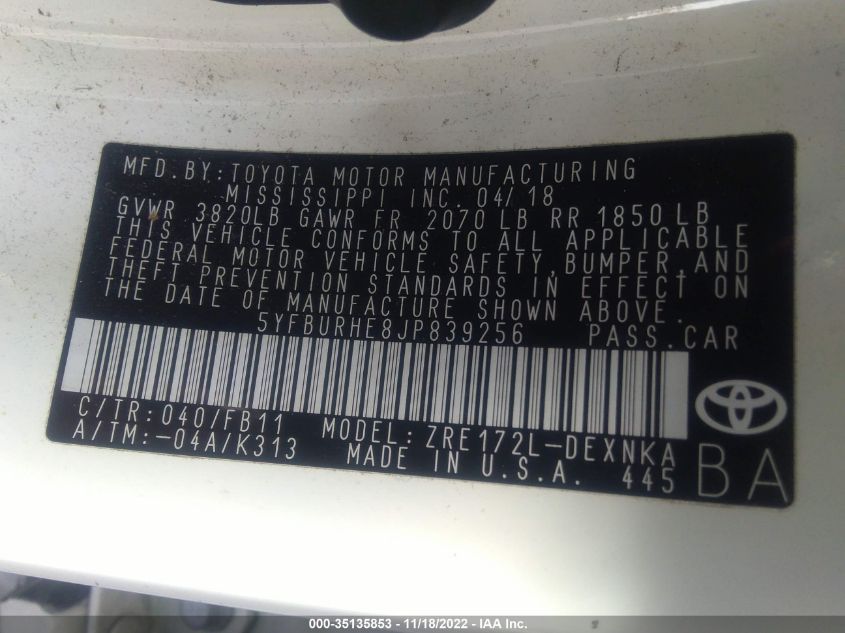 MFD. BY: TOYOTA MOTOR MANUFACTURING
MISSISSIPPI INC. 04/18
GVWR 3820LB GAWR FR 2070 LB RR 1850 LB
THIS VEHICLE CONFORMS TO ALL APPLICABLE
FEDERAL MOTOR VEHICLE SAFETY, BUMPER, AND
THEFT PREVENTION STANDARDS IN EFFECT ON
THE DATE OF MANUFACTURE SHOWN ABOVE.
5YFBURHE8JP839256 PASS. CAR
C/TR: 040/FB11 MODEL: ZRE172L-DEXNKA
A/TM: -04A/K313 MADE IN U.S.A. 445 BA
000-35135853 - 11/18/2022 - IAA Inc.